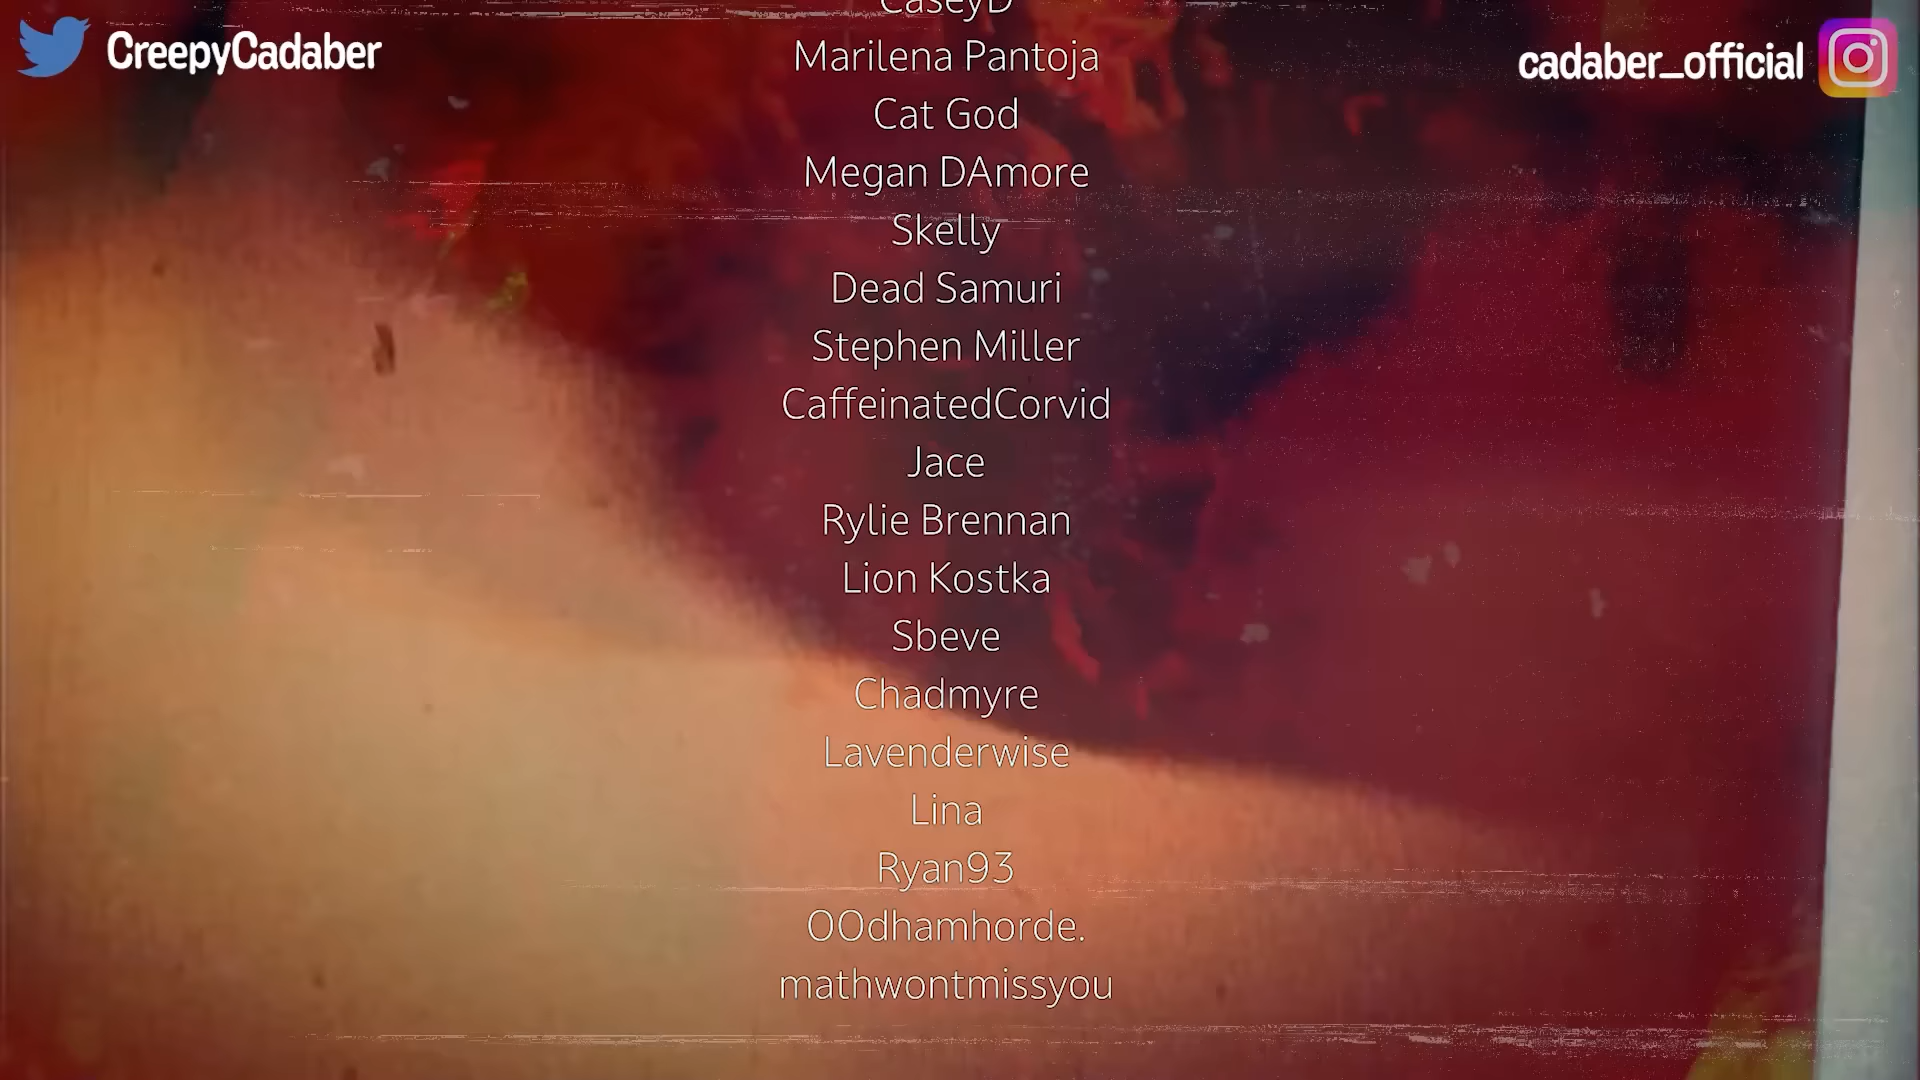 CaseyD
CreepyCadaber
cadaber_official
Marilena Pantoja
Cat God
Megan DAmore
Skelly
Dead Samuri
Stephen Miller
CaffeinatedCorvid
Jace
Rylie Brennan
Lion Kostka
Sbeve
Chadmyre
Lavenderwise
Lina
Ryan93
OOdhamhorde.
mathwontmissyou